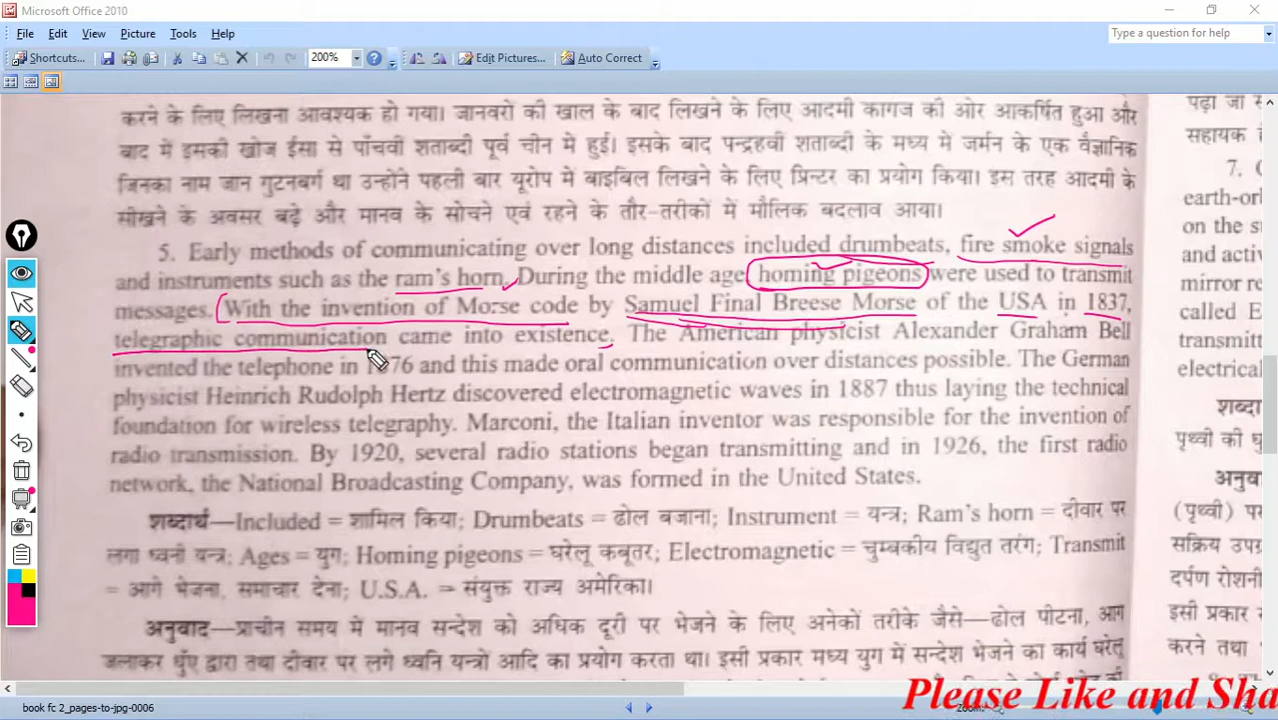 Microsoft Office 2010
File Edit View Picture Tools Help
Type a question for help
Shortcuts... 200% Edit Pictures... Auto Correct
करने के लिए लिखना आवश्यक हो गया। जानवरों की खाल के बाद लिखने के लिए आदमी कागज की ओर आकर्षित हुआ और
बाद में इसकी खोज ईसा से पाँचवी शताब्दी पूर्व चीन में हुई। इसके बाद पन्द्रहवी शताब्दी के मध्य में जर्मन के एक वैज्ञानिक
जिनका नाम जान गुटनबर्ग था उन्होंने पहली बार यूरोप में बाइबिल लिखने के लिए प्रिन्टर का प्रयोग किया। इस तरह आदमी के
सीखने के अवसर बढ़े और मानव के सोचने एवं रहने के तौर-तरीकों में मौलिक बदलाव आया।
5. Early methods of communicating over long distances included drumbeats, fire smoke signals
and instruments such as the ram's horn. During the middle age homing pigeons were used to transmit
messages. With the invention of Morse code by Samuel Final Breese Morse of the USA in 1837,
telegraphic communication came into existence. The American physicist Alexander Graham Bell
invented the telephone in 1876 and this made oral communication over distances possible. The German
physicist Heinrich Rudolph Hertz discovered electromagnetic waves in 1887 thus laying the technical
foundation for wireless telegraphy. Marconi, the Italian inventor was responsible for the invention of
radio transmission. By 1920, several radio stations began transmitting and in 1926, the first radio
network, the National Broadcasting Company, was formed in the United States.
शब्दार्थ—Included = शामिल किया; Drumbeats = ढोल बजाना; Instrument = यन्त्र; Ram's horn = दीवार पर
लगा ध्वनी यन्त्र; Ages = युग; Homing pigeons = घरेलू कबूतर; Electromagnetic = चुम्बकीय विद्युत तरंग; Transmit
= आगे भेजना, समाचार देना; U.S.A. = संयुक्त राज्य अमेरिका।
अनुवाद—प्राचीन समय मे मानव सन्देश को अधिक दूरी पर भेजने के लिए अनेकों तरीके जैसे—ढोल पीटना, आग
जलाकर धुँए द्वारा तथा दीवार पर लगे ध्वनि यन्त्रों आदि का प्रयोग करता था। इसी प्रकार मध्य युग में सन्देश भेजने का कार्य घरेलू
पढ़ा जा
सहायक
7.
earth-or
on the
and activ
mirror re
called E
transmitt
electrical
शब्दा
पृथ्वी की
अनुवा
(पृथ्वी) पर
सक्रिय उपग्र
दर्पण रोशनी
इसी प्रकार
करने तथा
book fc 2_pages-to-jpg-0006
Zoom:
Please Like and Sha